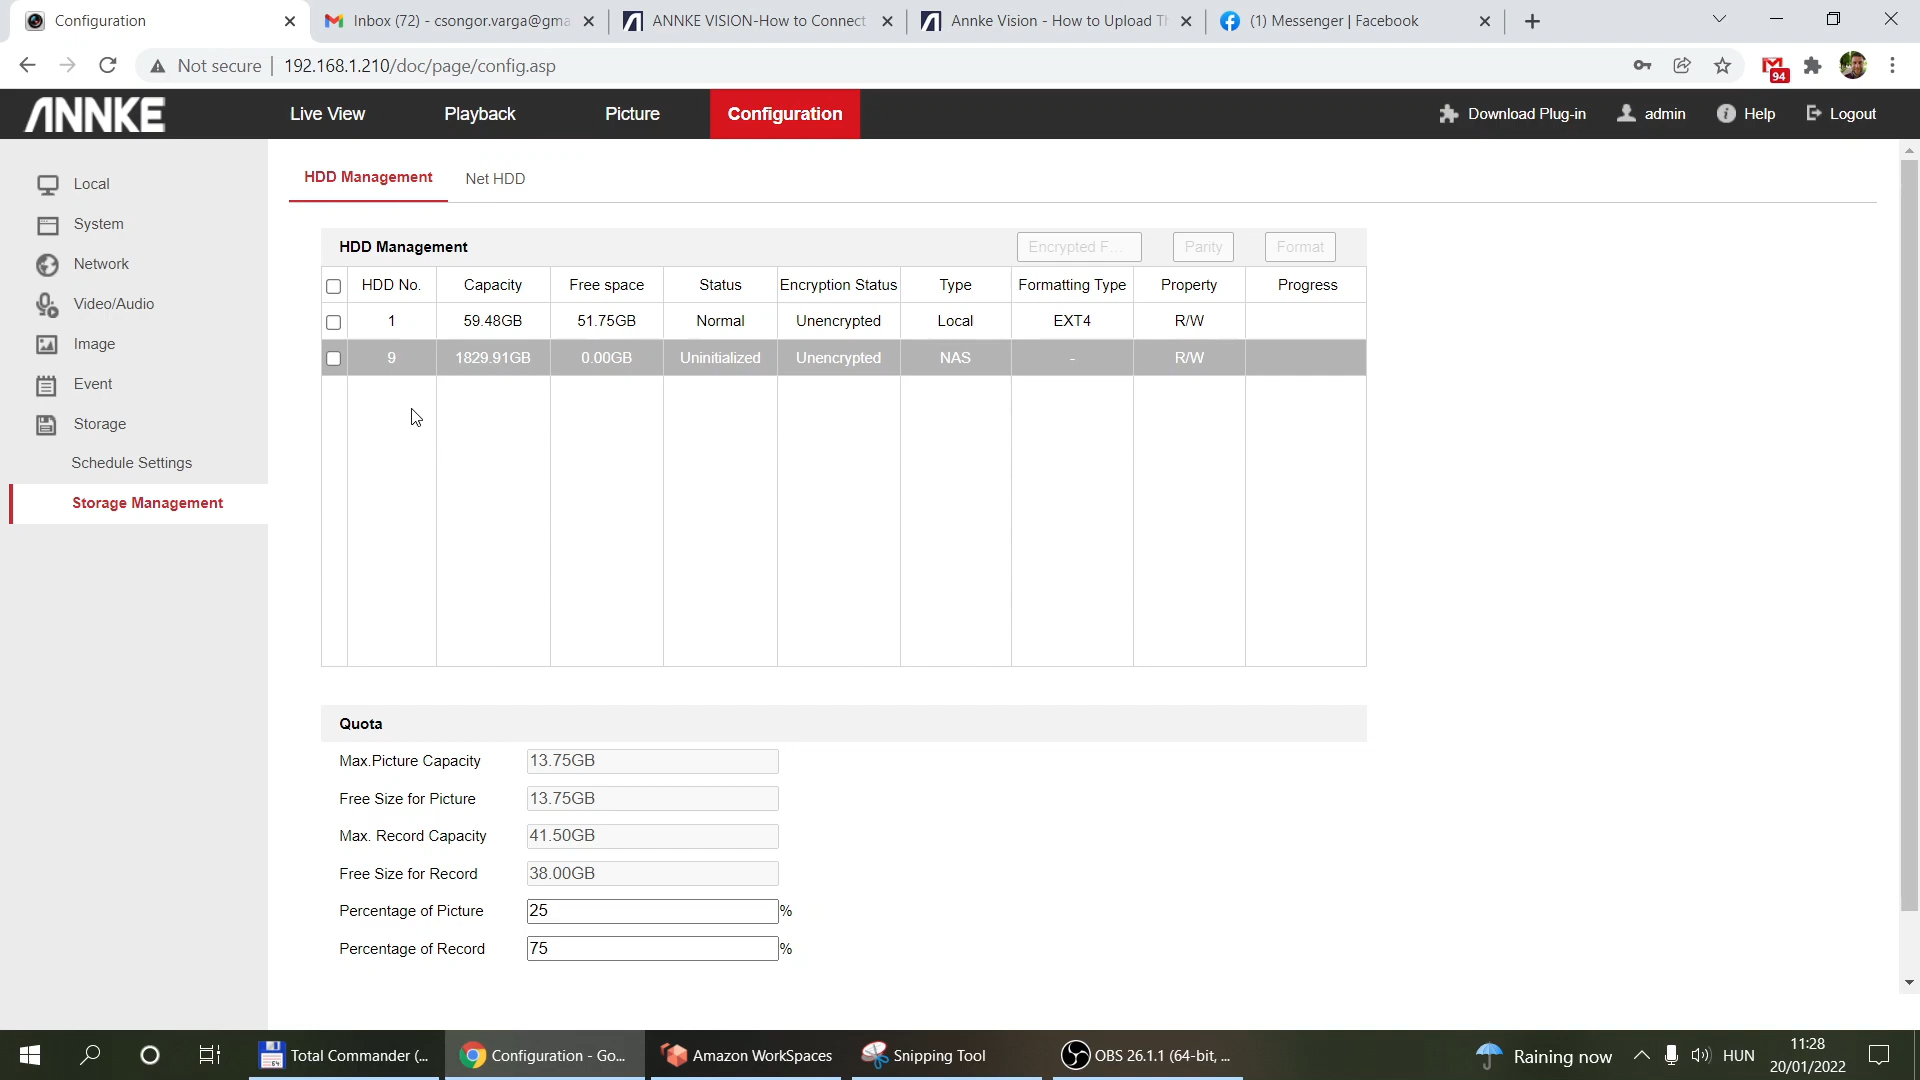 Configuration
Inbox (72) - csongor.varga@gma
ANNKE VISION-How to Connect
Annke Vision - How to Upload Th
(1) Messenger | Facebook
Not secure
192.168.1.210/doc/page/config.asp
94
ANNKE
Live View
Playback
Picture
Configuration
Download Plug-in
admin
Help
Logout
Local
System
Network
Video/Audio
Image
Event
Storage
Schedule Settings
Storage Management
HDD Management
Net HDD
HDD Management
Encrypted F...
Parity
Format
HDD No. Capacity Free space Status Encryption Status Type Formatting Type Property Progress
1 59.48GB 51.75GB Normal Unencrypted Local EXT4 R/W
9 1829.91GB 0.00GB Uninitialized Unencrypted NAS - R/W
Quota
Max.Picture Capacity 13.75GB
Free Size for Picture 13.75GB
Max. Record Capacity 41.50GB
Free Size for Record 38.00GB
Percentage of Picture 25 %
Percentage of Record 75 %
Total Commander (...
Configuration - Go...
Amazon WorkSpaces
Snipping Tool
OBS 26.1.1 (64-bit, ...
Raining now
HUN
11:28
20/01/2022